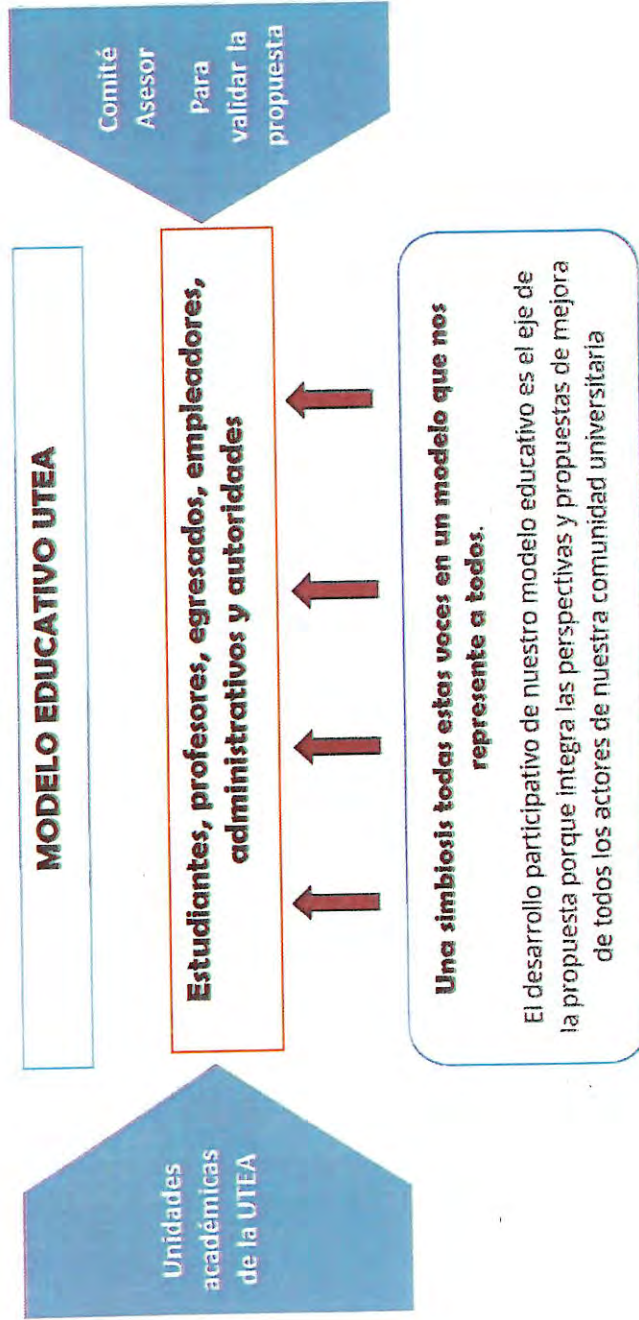 MODELO EDUCATIVO UTEA
Unidades
académicas
de la UTEA
Estudiantes, profesores, egresados, empleadores,
administrativos y autoridades
Comité
Asesor
Para
validar la
propuesta
Una simbiosis todas estas voces en un modelo que nos
represente a todos.
El desarrollo participativo de nuestro modelo educativo es el eje de
la propuesta porque integra las perspectivas y propuestas de mejora
de todos los actores de nuestra comunidad universitaria